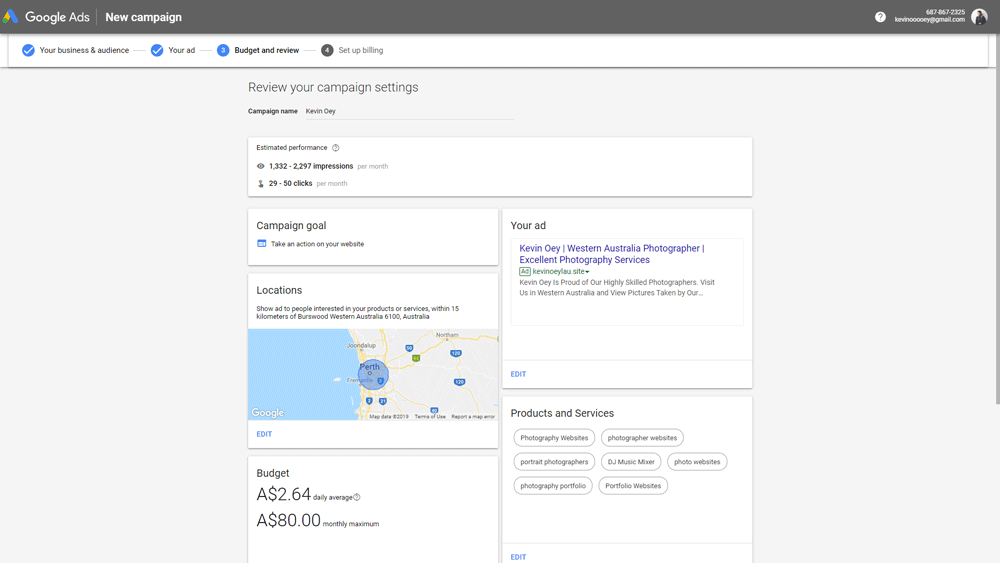 Google Ads New campaign
687-867-2325
kevinooooey@gmail.com
Your business & audience
Your ad
3 Budget and review
4 Set up billing
Review your campaign settings
Campaign name Kevin Oey
Estimated performance
1,332 - 2,297 impressions per month
29 - 50 clicks per month
Campaign goal
Take an action on your website
Locations
Show ad to people interested in your products or services, within 15
kilometers of Burswood Western Australia 6100, Australia
Northam
Joondalup
Perth
Fremantle
Google
Map data ©2019 Terms of Use Report a map error
EDIT
Budget
A$2.64 daily average
A$80.00 monthly maximum
Your ad
Kevin Oey | Western Australia Photographer |
Excellent Photography Services
Ad kevinoeylau.site
Kevin Oey Is Proud of Our Highly Skilled Photographers. Visit
Us in Western Australia and View Pictures Taken by Our...
EDIT
Products and Services
Photography Websites photographer websites
portrait photographers DJ Music Mixer photo websites
photography portfolio Portfolio Websites
EDIT